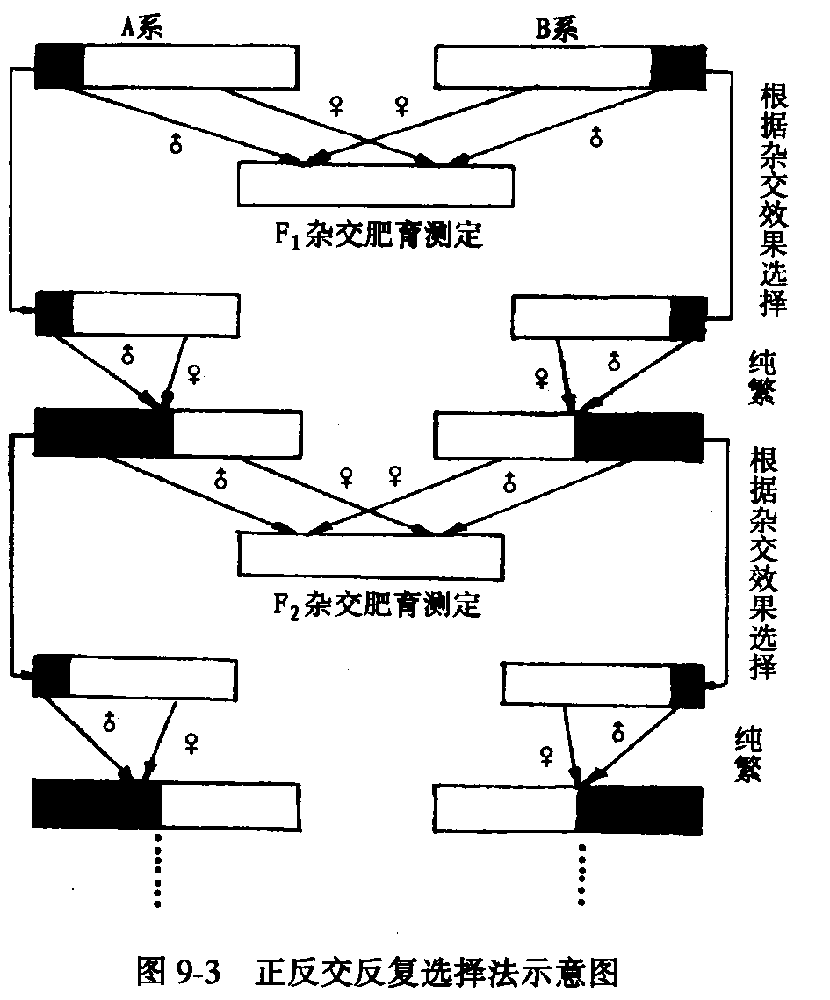 A系
B系
♀ ♀
♂ ♂
F₁杂交肥育测定
根据杂交效果选择
♂ ♀
♀ ♂
纯繁
♂ ♀ ♀ ♂
F₂杂交肥育测定
根据杂交效果选择
♂ ♀
♀ ♂
纯繁
图 9-3 正反交反复选择法示意图